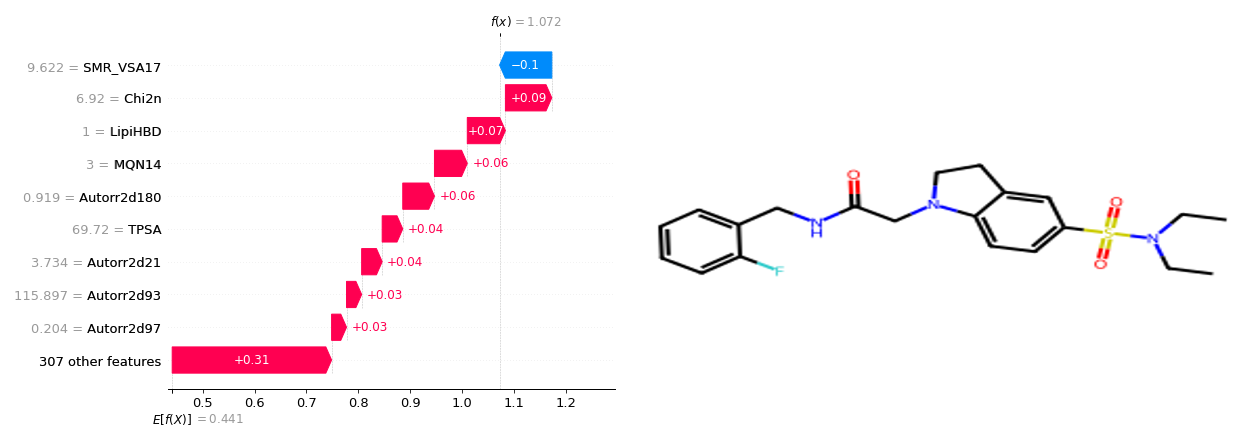 f(x) = 1.072
9.622 = SMR_VSA17
−0.1
6.92 = Chi2n
+0.09
1 = LipiHBD
+0.07
3 = MQN14
+0.06
0.919 = Autorr2d180
+0.06
69.72 = TPSA
+0.04
3.734 = Autorr2d21
+0.04
115.897 = Autorr2d93
+0.03
0.204 = Autorr2d97
+0.03
307 other features
+0.31
0.5 0.6 0.7 0.8 0.9 1.0 1.1 1.2
E[f(X)] = 0.441
O
N
H
F
N
O
S
O
N